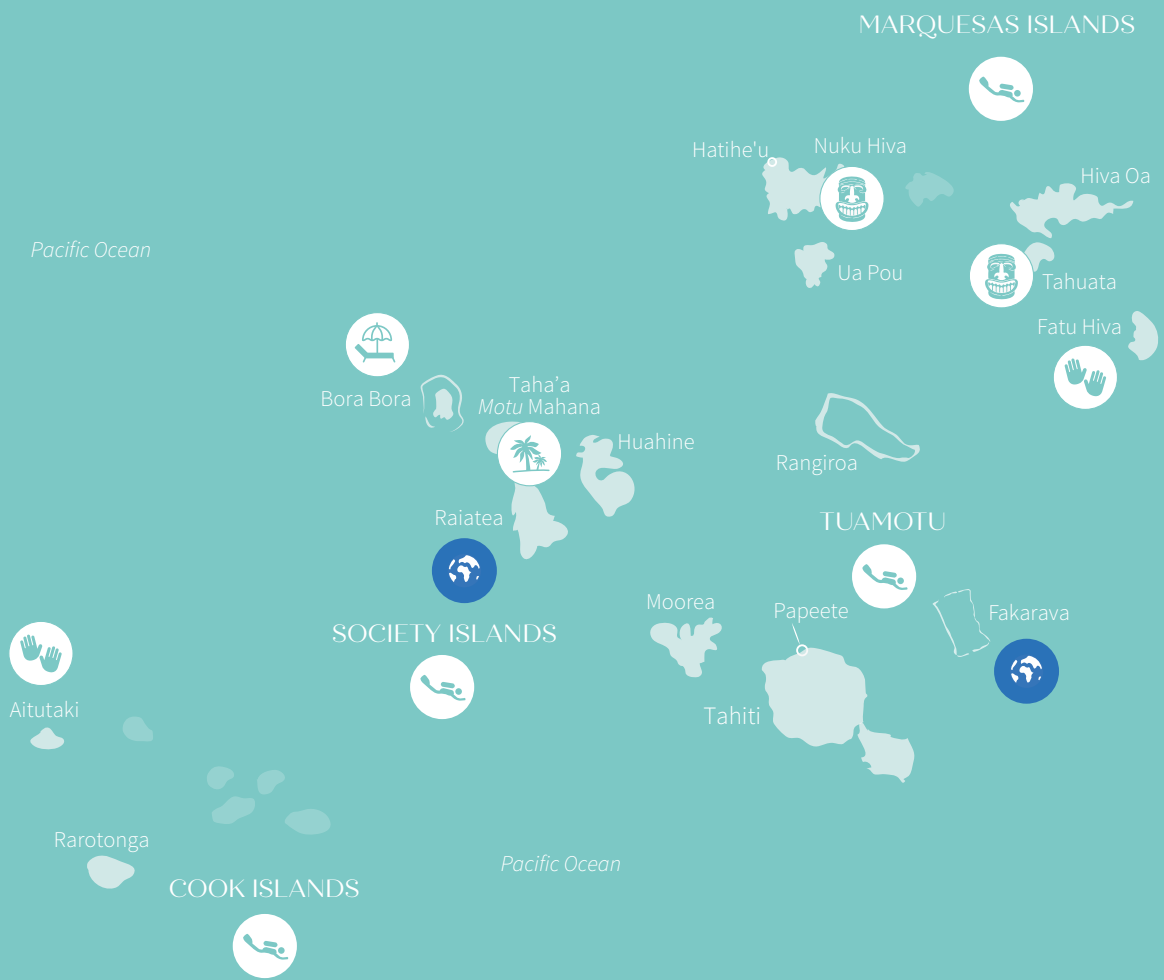 MARQUESAS ISLANDS
Hatihe'u
Nuku Hiva
Hiva Oa
Pacific Ocean
Ua Pou
Tahuata
Fatu Hiva
Bora Bora
Taha’a
Motu Mahana
Huahine
Rangiroa
Raiatea
TUAMOTU
Moorea
Papeete
Fakarava
SOCIETY ISLANDS
Aitutaki
Tahiti
Rarotonga
Pacific Ocean
COOK ISLANDS